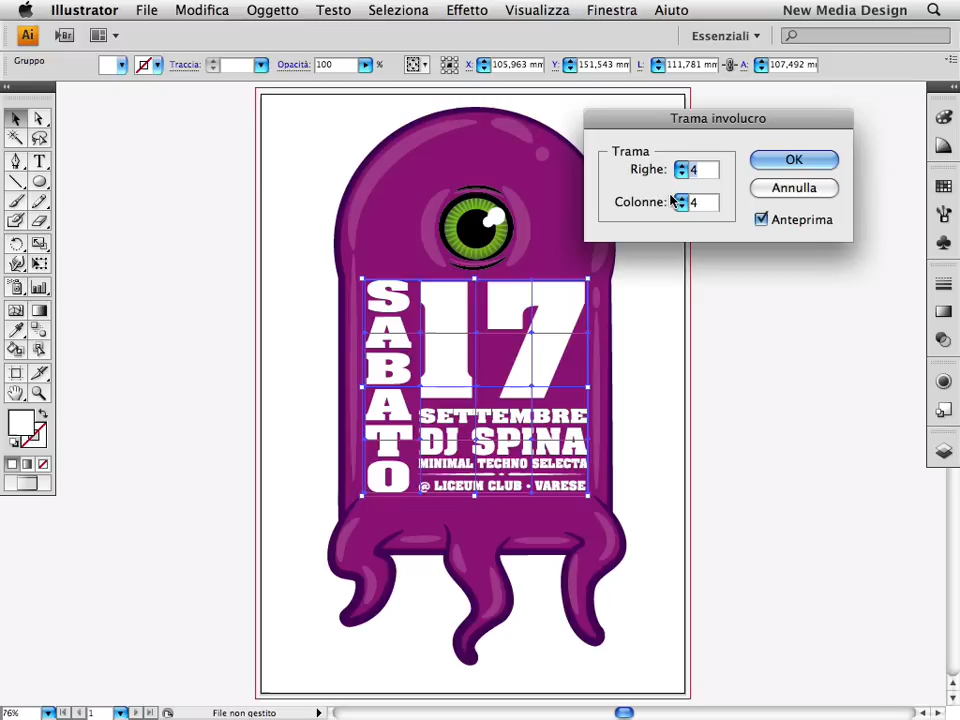 Illustrator File Modifica Oggetto Testo Seleziona Effetto Visualizza Finestra Aiuto New Media Design
Ai Br Essenziali
Gruppo Traccia: Opacità: 100 % X: 105,963 mm Y: 151,543 mm L: 111,781 mm A: 107,492 mm
Trama involucro
Trama
Righe: 4
Colonne: 4
OK
Annulla
Anteprima
SABATO
17
SETTEMBRE
DJ SPINA
MINIMAL TECHNO SELECTA
@ LICEUM CLUB • VARESE
76% 1 File non gestito